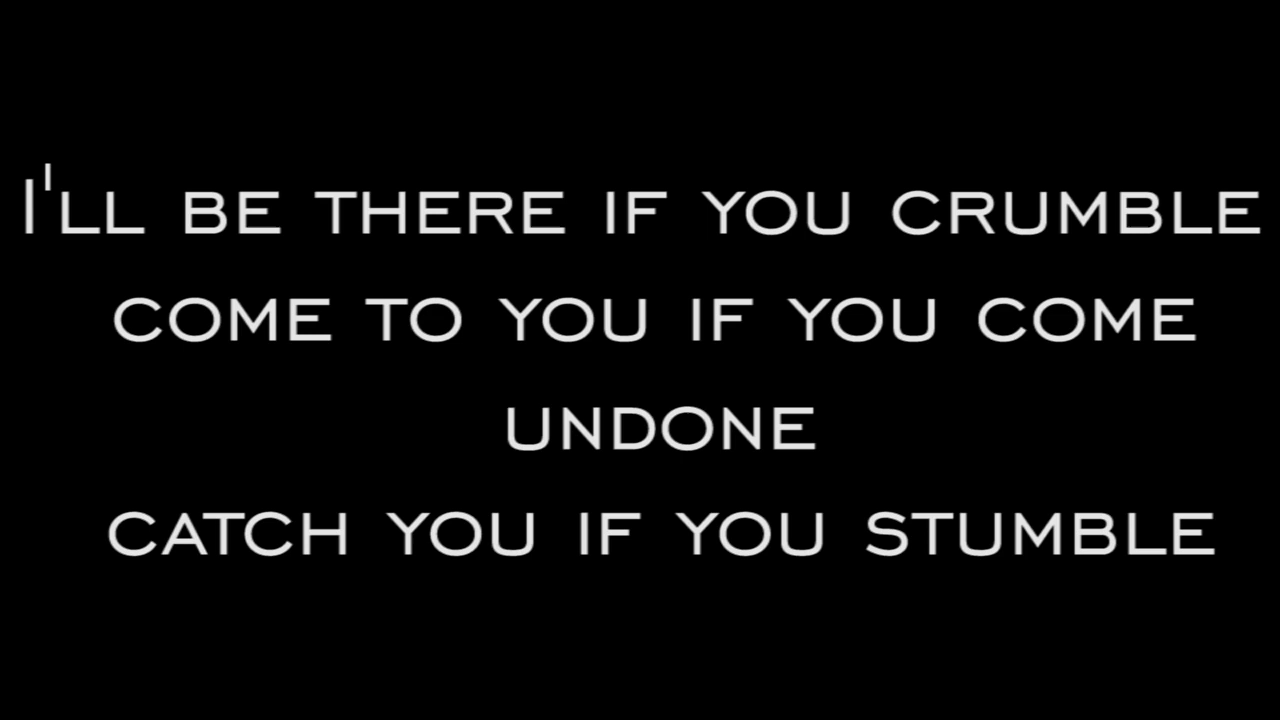 I'LL BE THERE IF YOU CRUMBLE
COME TO YOU IF YOU COME
UNDONE
CATCH YOU IF YOU STUMBLE